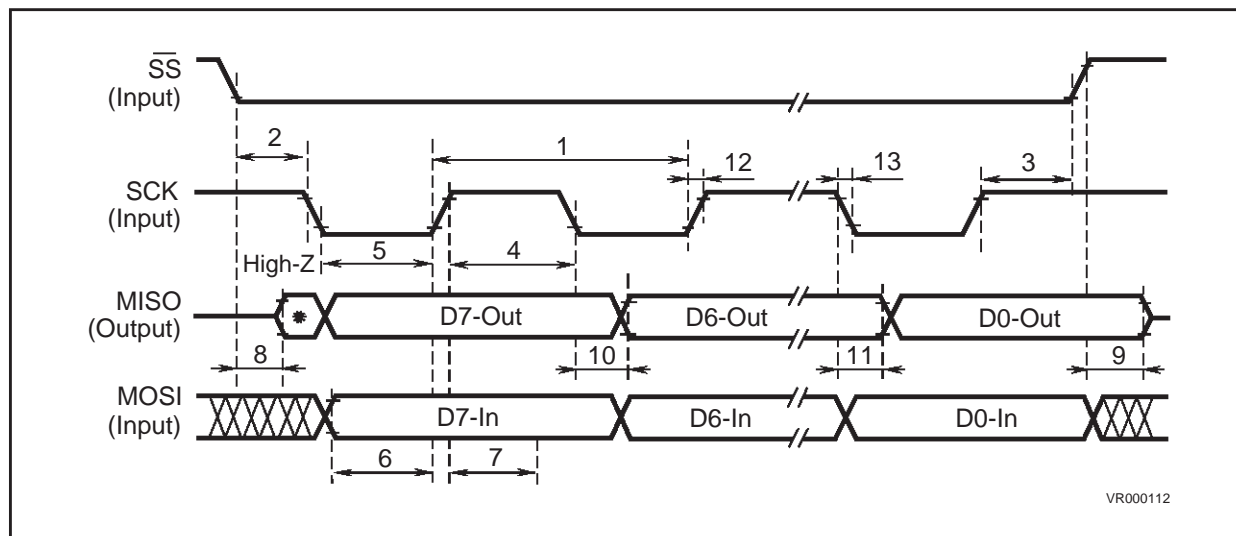 SS
(Input)
2
1
12
13
3
SCK
(Input)
High-Z
5
4
MISO
(Output)
*
D7-Out
D6-Out
D0-Out
8
10
11
9
MOSI
(Input)
D7-In
D6-In
D0-In
6
7
VR000112